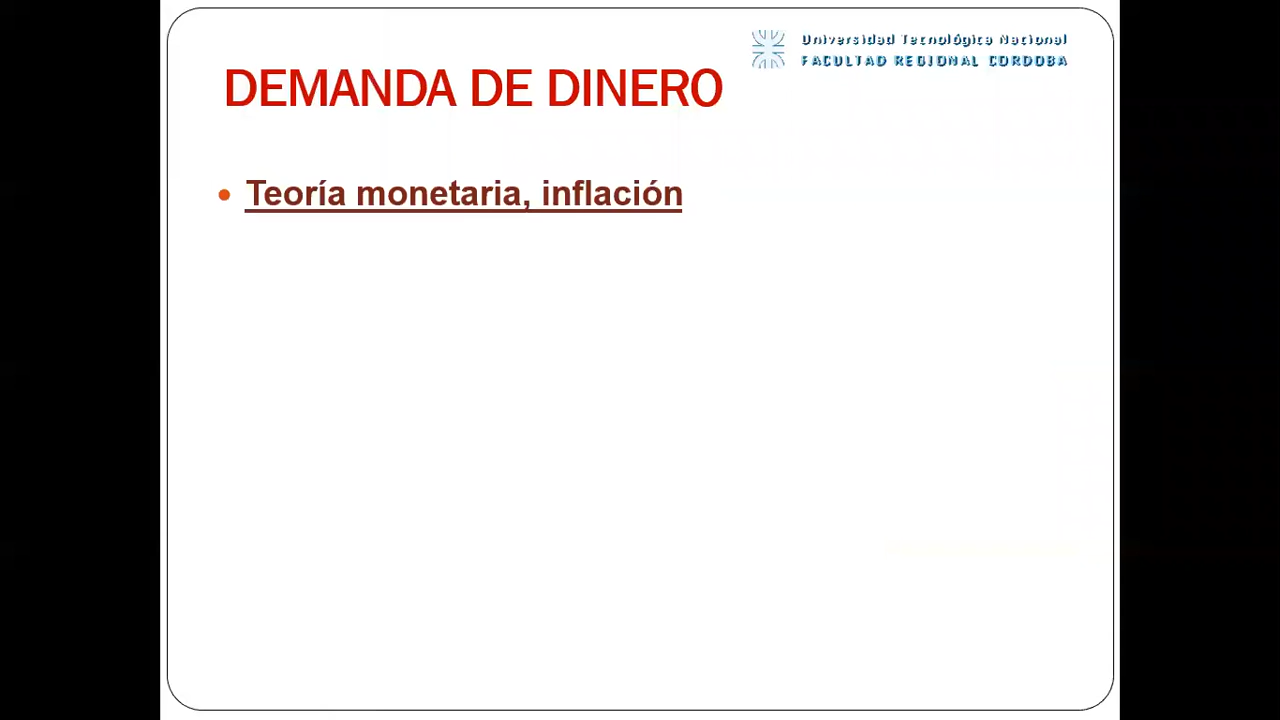 Universidad Tecnológica Nacional
FACULTAD REGIONAL CORDOBA
DEMANDA DE DINERO
• Teoría monetaria, inflación